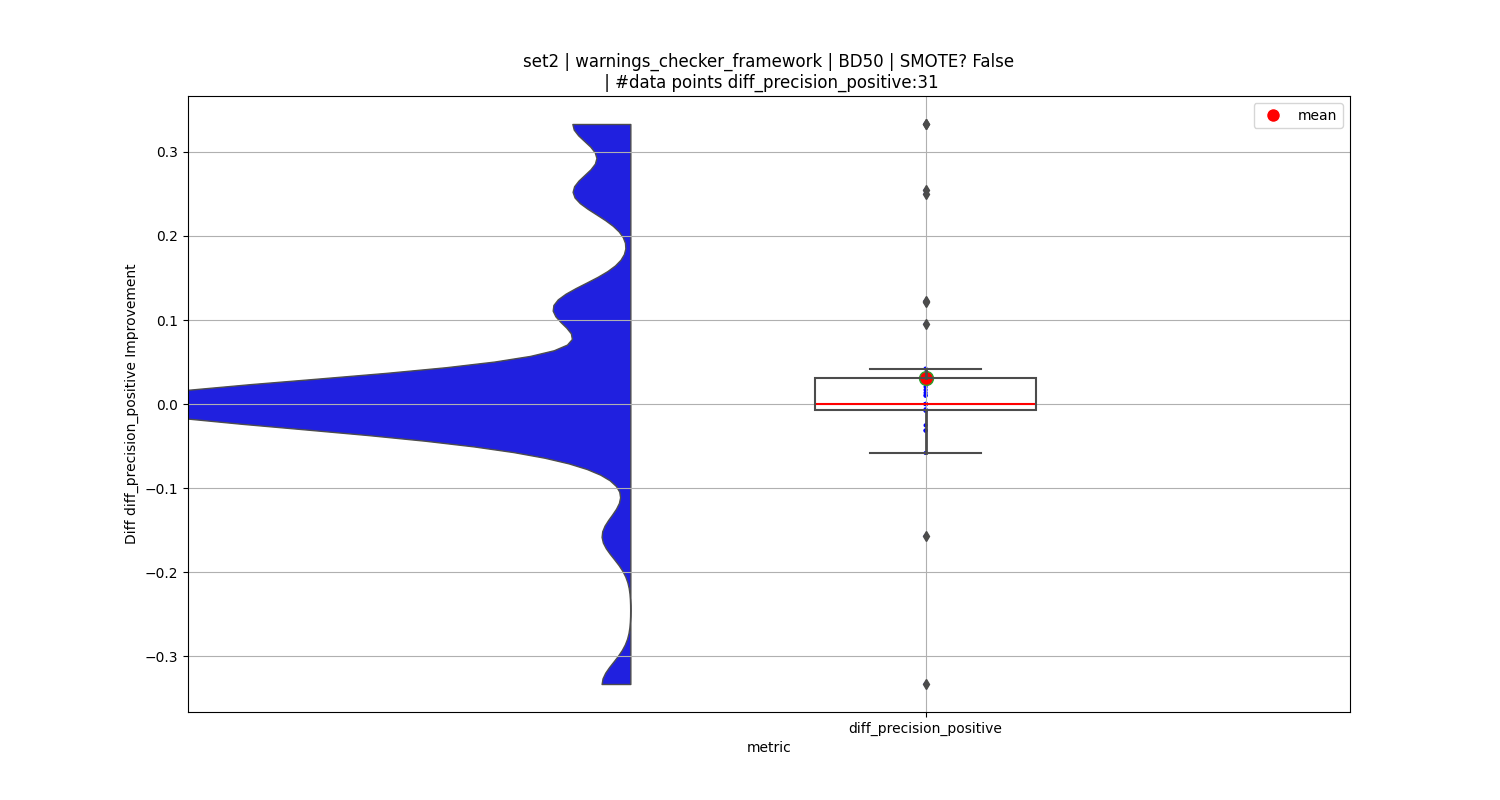 set2 | warnings_checker_framework | BD50 | SMOTE? False
| #data points diff_precision_positive:31
mean
0.3
0.2
0.1
0.0
−0.1
−0.2
−0.3
Diff diff_precision_positive Improvement
diff_precision_positive
metric